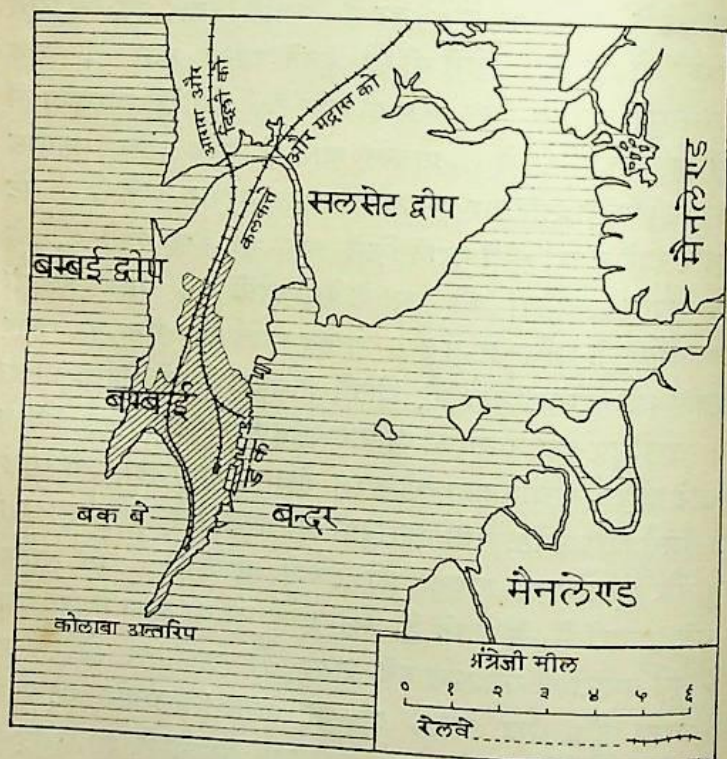 आगरा और
दिल्ली को
कलकत्ते और मद्रास को
सलसेट द्वीप
मैनलेण्ड
बम्बई द्वीप
बम्बई
डाक
बक बे
बन्दर
मैनलेण्ड
कोलाबा अन्तरिप
अंग्रेजी मील
० १ २ ३ ४ ५ ६
रेलवे